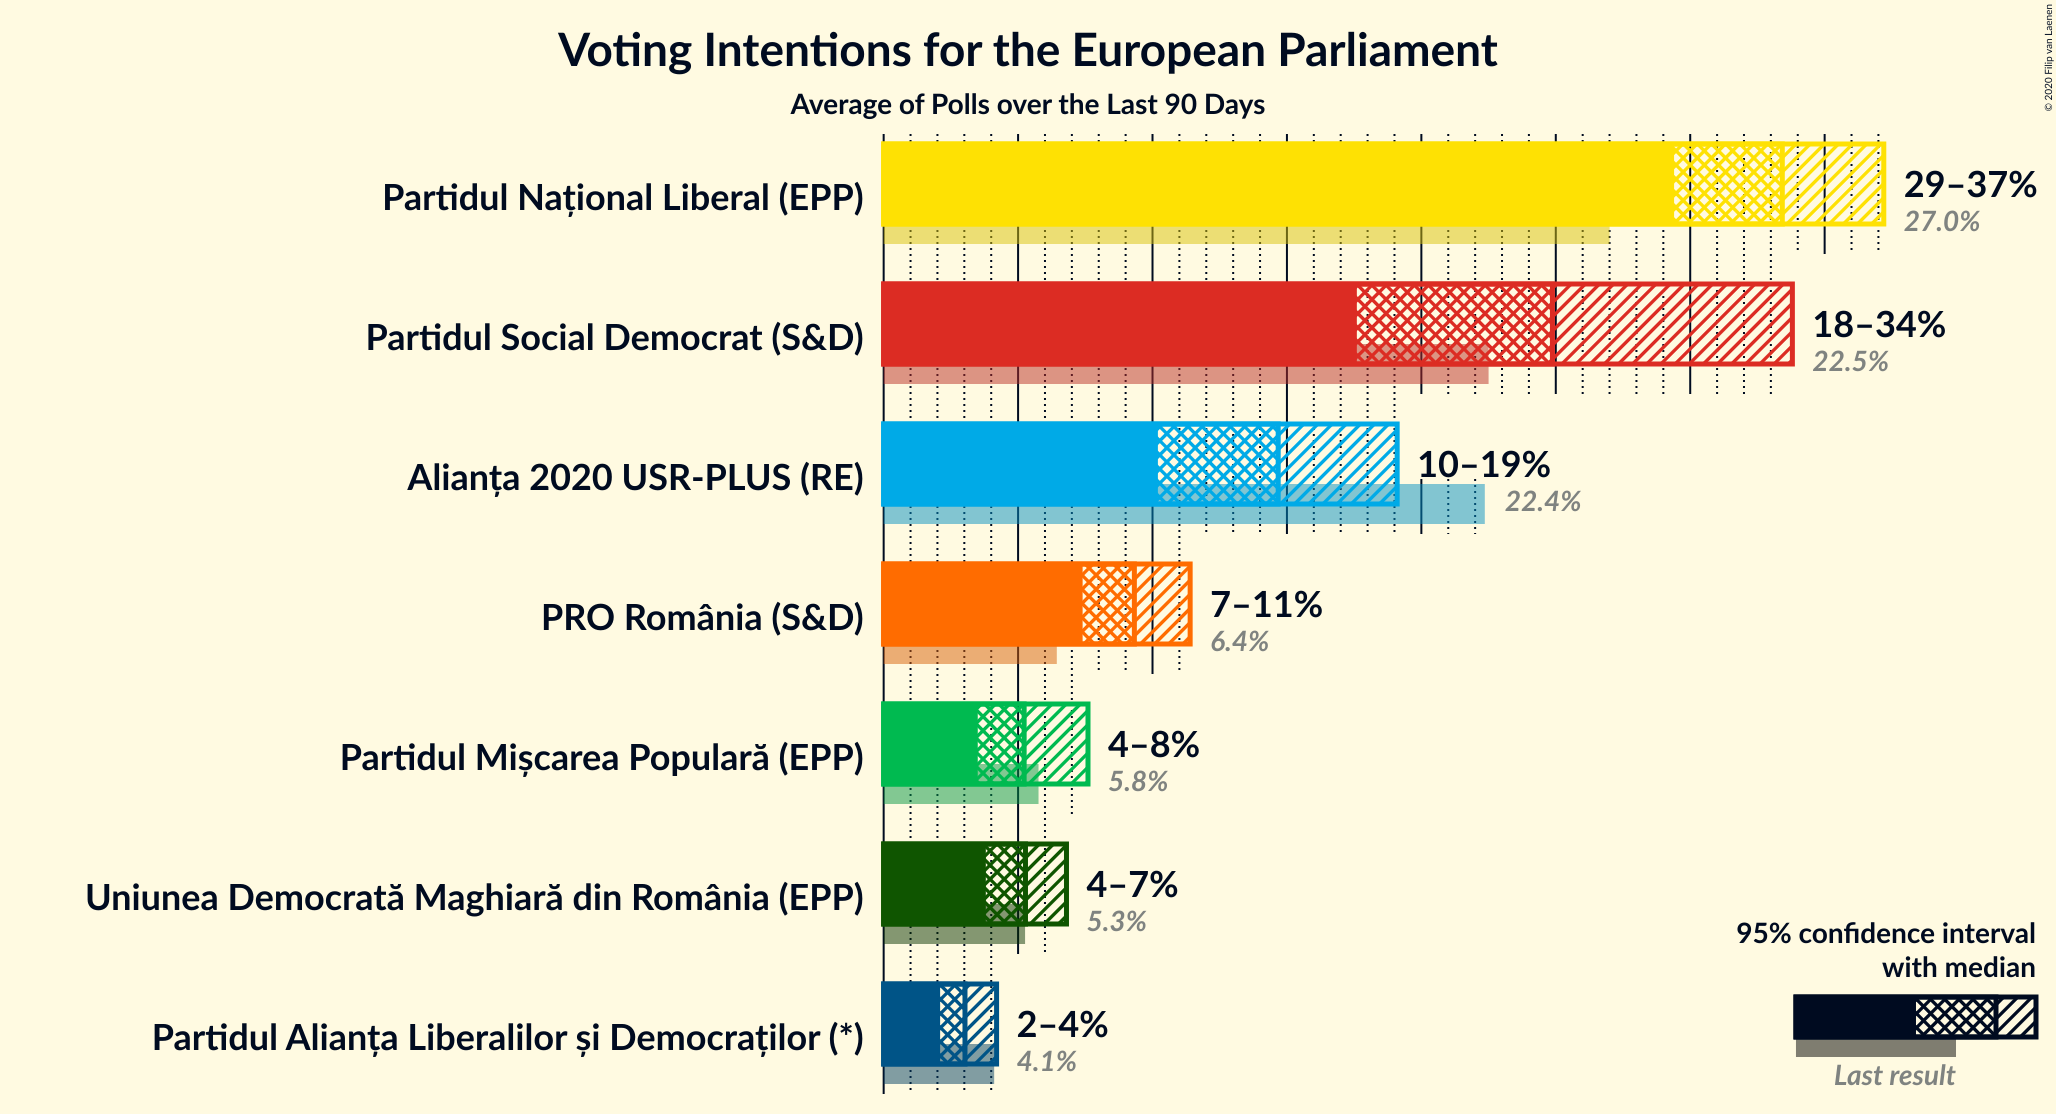 Voting Intentions for the European Parliament
Average of Polls over the Last 90 Days
© 2020 Filip van Laenen
Partidul Național Liberal (EPP)
29–37%
27.0%
Partidul Social Democrat (S&D)
18–34%
22.5%
Alianța 2020 USR-PLUS (RE)
10–19%
22.4%
PRO România (S&D)
7–11%
6.4%
Partidul Mișcarea Populară (EPP)
4–8%
5.8%
Uniunea Democrată Maghiară din România (EPP)
4–7%
5.3%
Partidul Alianța Liberalilor și Democraților (*)
2–4%
4.1%
95% confidence interval
with median
Last result